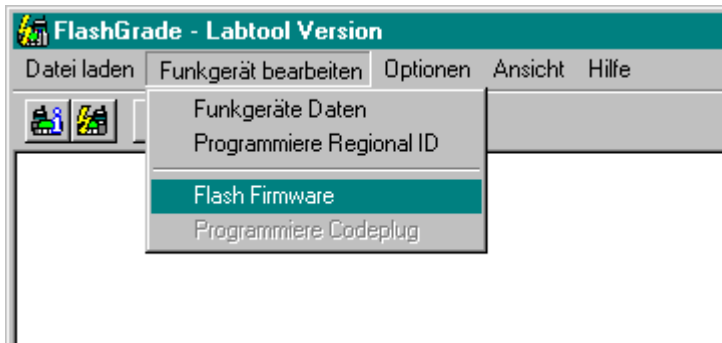 FlashGrade - Labtool Version
Datei laden Funkgerät bearbeiten Optionen Ansicht Hilfe
Funkgeräte Daten
Programmiere Regional ID
Flash Firmware
Programmiere Codeplug